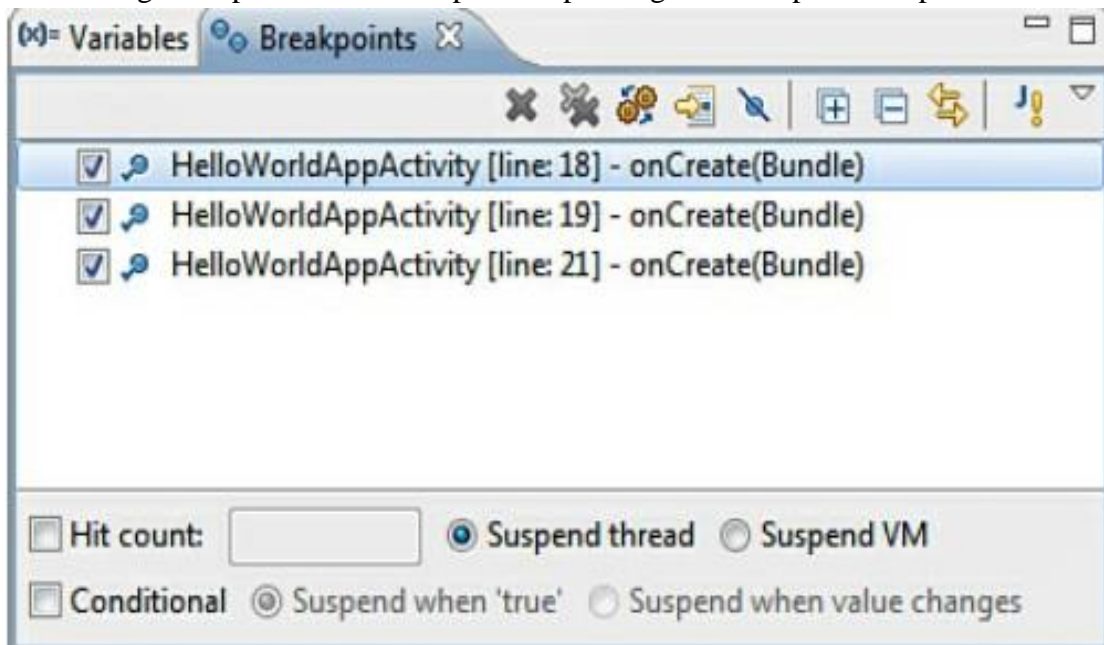 (x)= Variables Breakpoints
HelloWorldAppActivity [line: 18] - onCreate(Bundle)
HelloWorldAppActivity [line: 19] - onCreate(Bundle)
HelloWorldAppActivity [line: 21] - onCreate(Bundle)
Hit count: Suspend thread Suspend VM
Conditional Suspend when 'true' Suspend when value changes